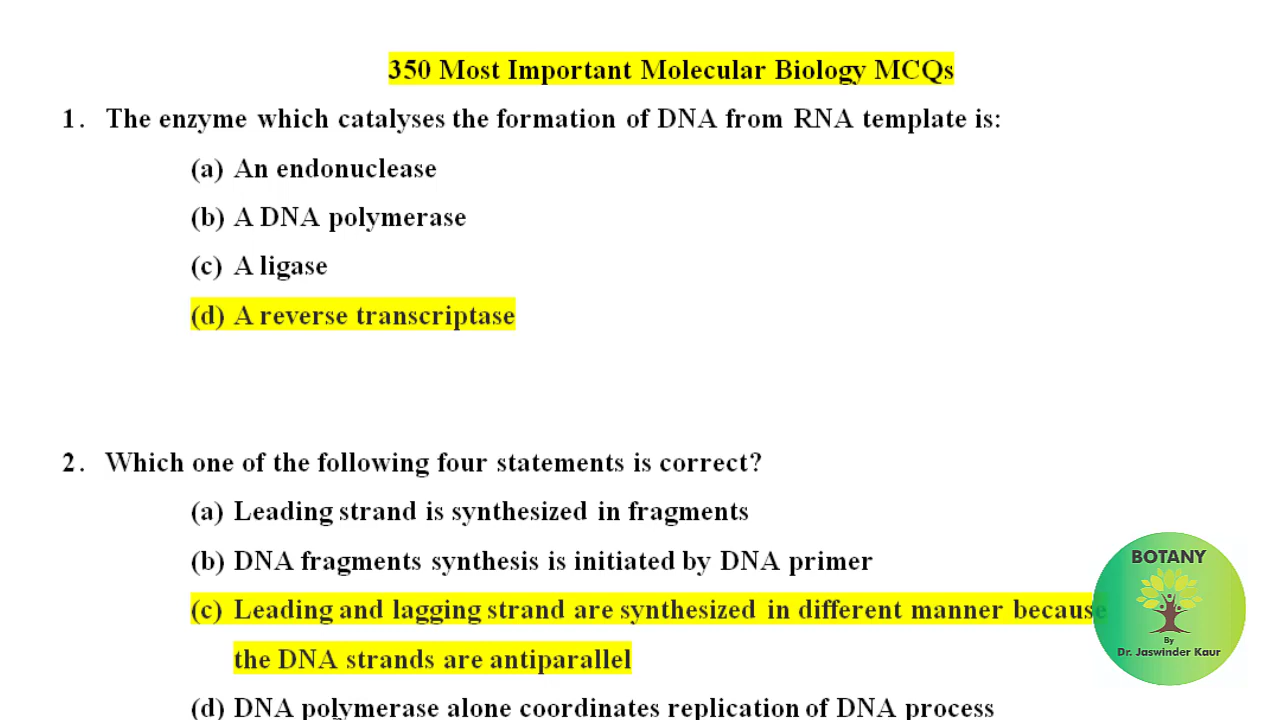 350 Most Important Molecular Biology MCQs
1. The enzyme which catalyses the formation of DNA from RNA template is:
(a) An endonuclease
(b) A DNA polymerase
(c) A ligase
(d) A reverse transcriptase
2. Which one of the following four statements is correct?
(a) Leading strand is synthesized in fragments
(b) DNA fragments synthesis is initiated by DNA primer
(c) Leading and lagging strand are synthesized in different manner because
the DNA strands are antiparallel
(d) DNA polymerase alone coordinates replication of DNA process
BOTANY
By
Dr. Jaswinder Kaur